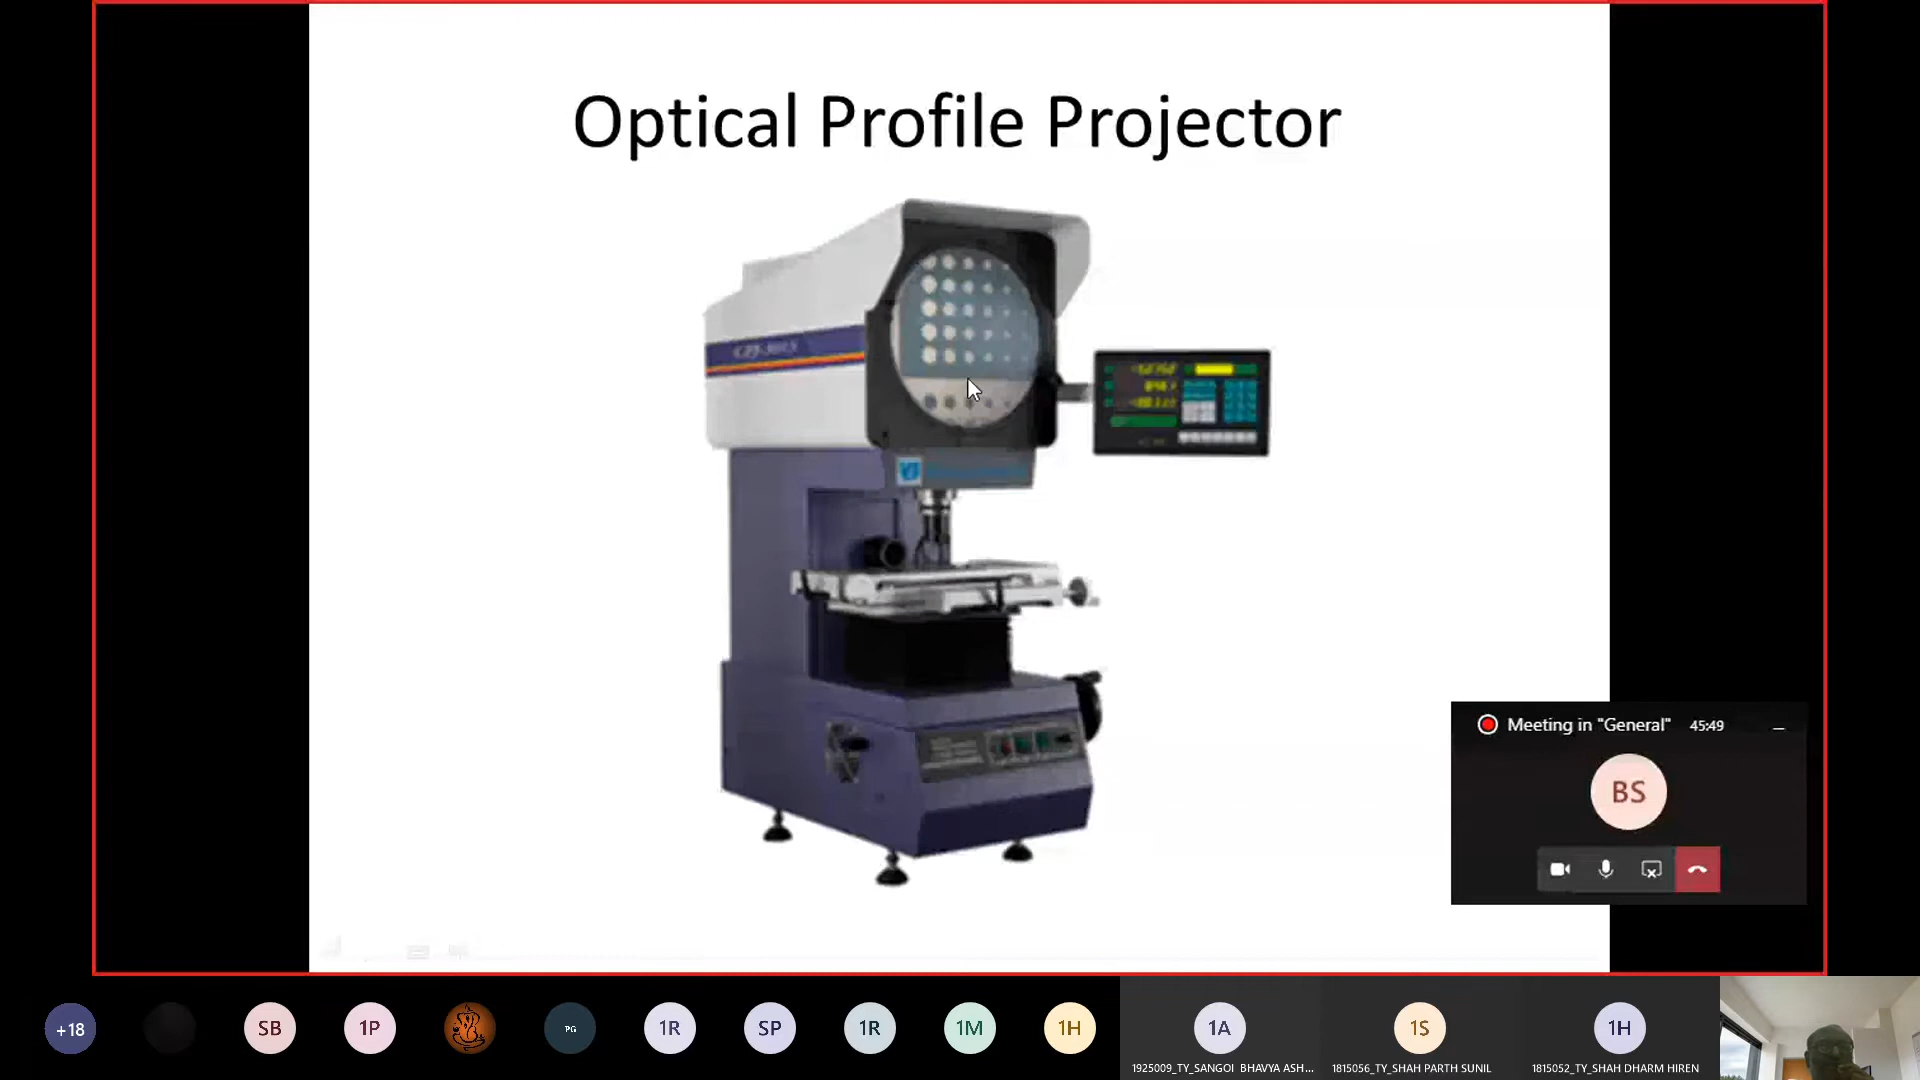 Optical Profile Projector
Meeting in "General" 45:49
BS
+18
SB
1P
PG
1R
SP
1R
1M
1H
1A
1S
1H
1925009_TY_SANGOI BHAVYA ASH...
1815056_TY_SHAH PARTH SUNIL
1815052_TY_SHAH DHARM HIREN